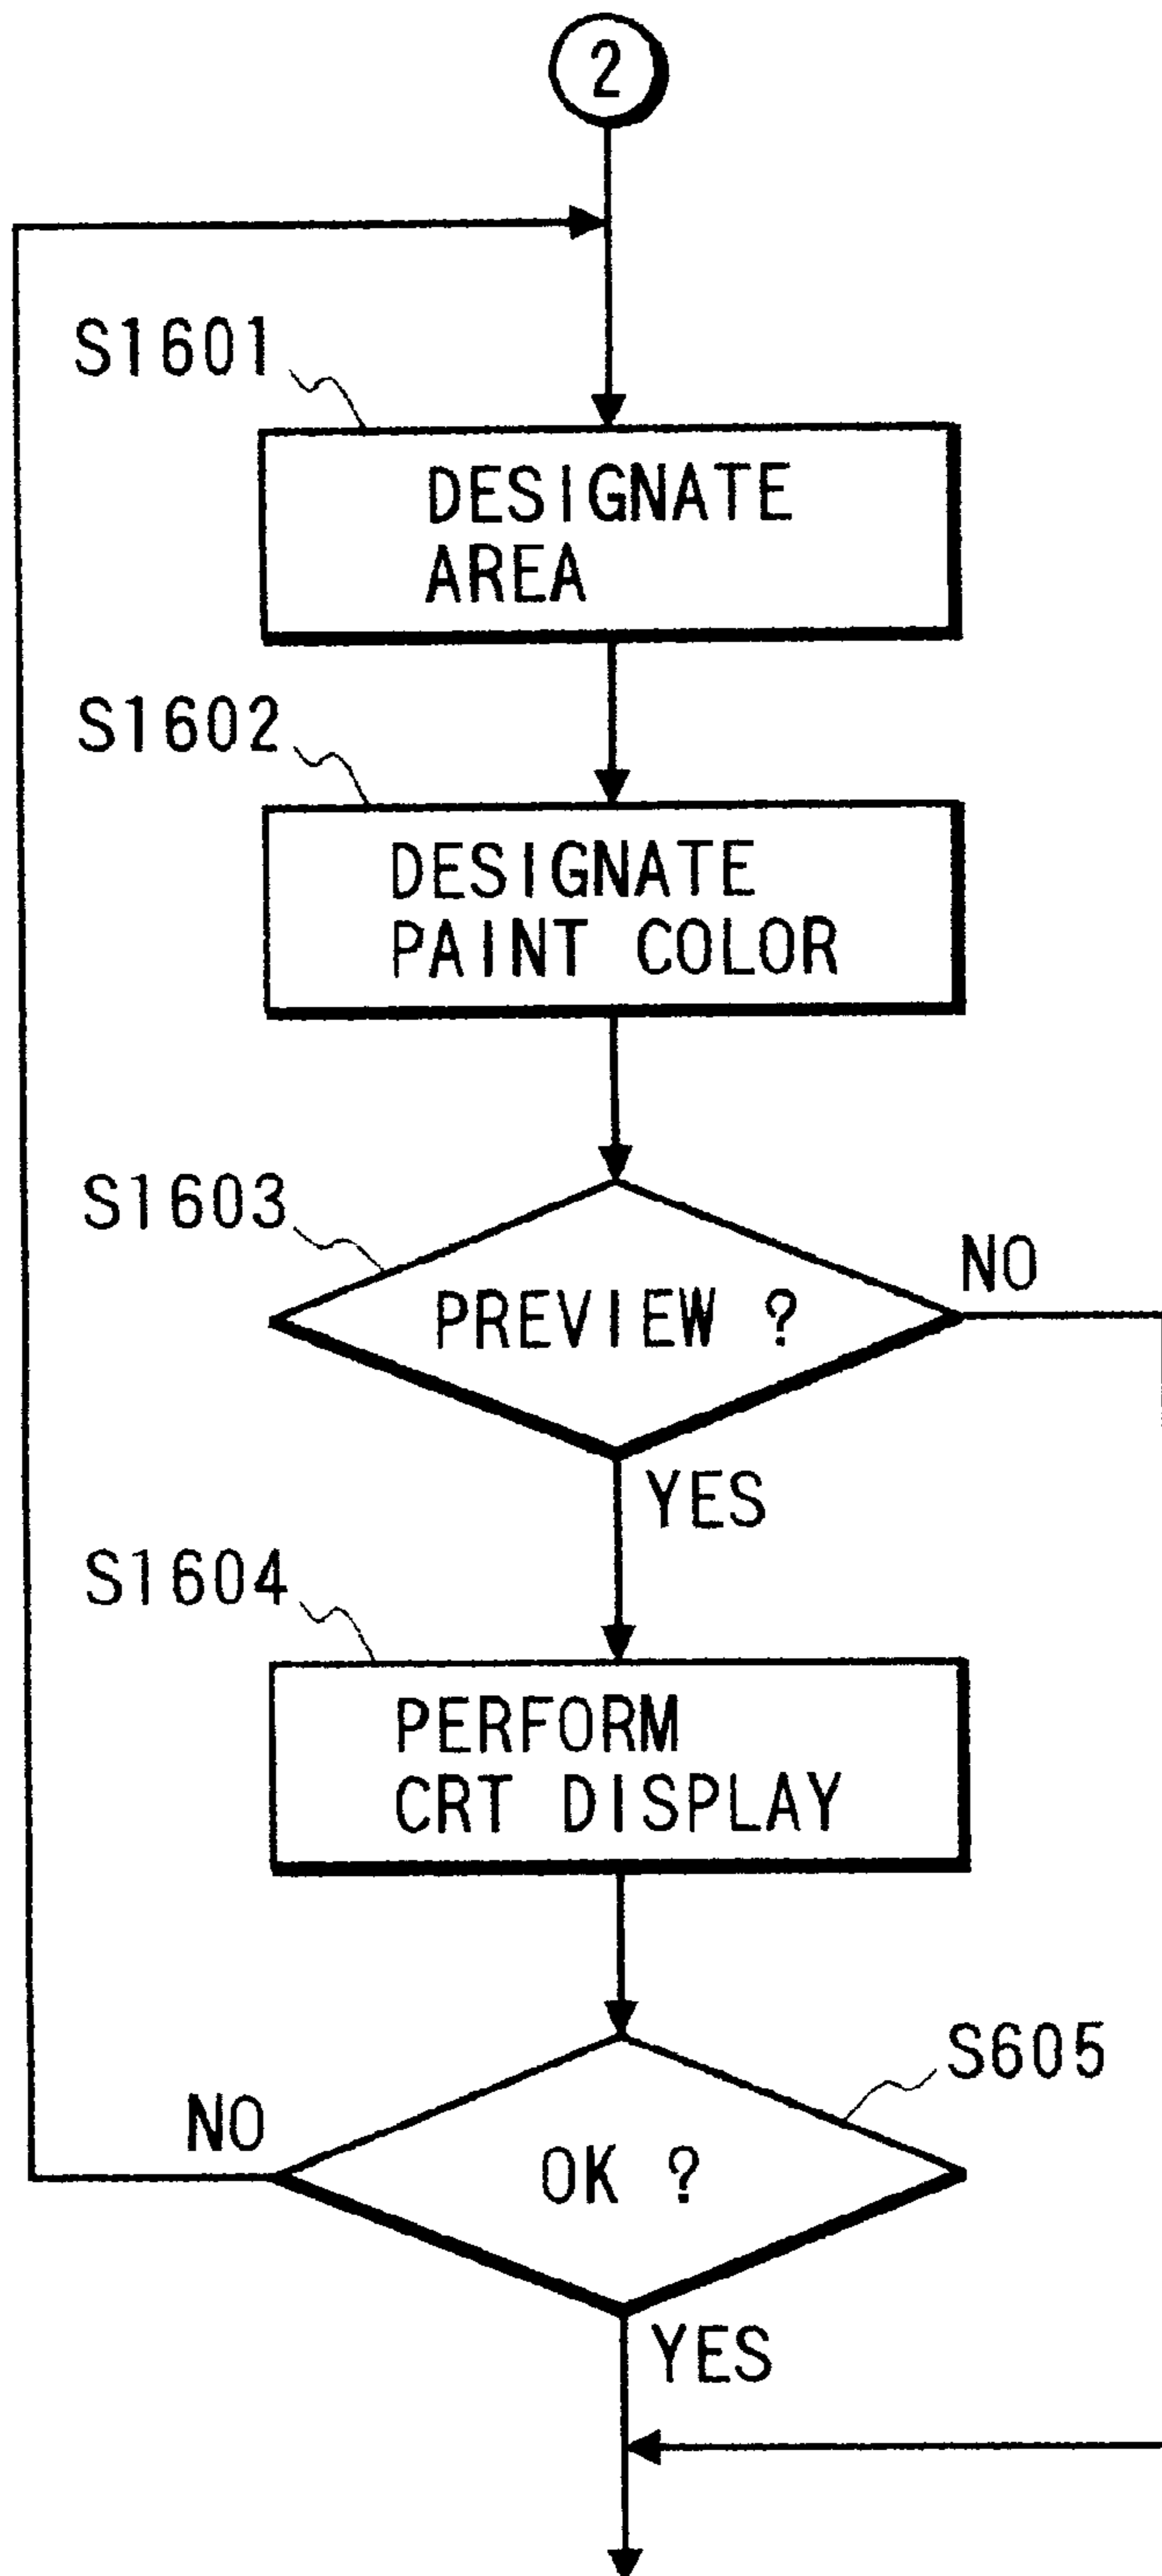 2
S1601
DESIGNATE
AREA
S1602
DESIGNATE
PAINT COLOR
S1603
PREVIEW ?
NO
YES
S1604
PERFORM
CRT DISPLAY
S605
NO
OK ?
YES